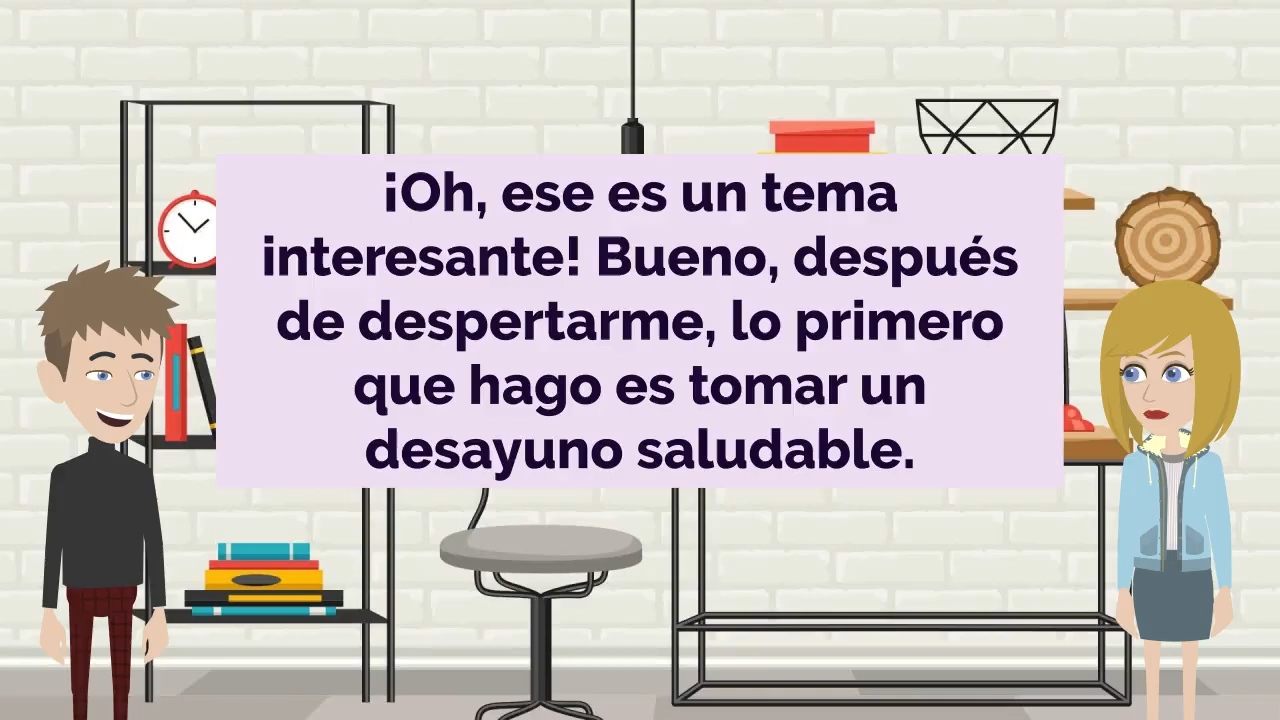 ¡Oh, ese es un tema
interesante! Bueno, después
de despertarme, lo primero
que hago es tomar un
desayuno saludable.